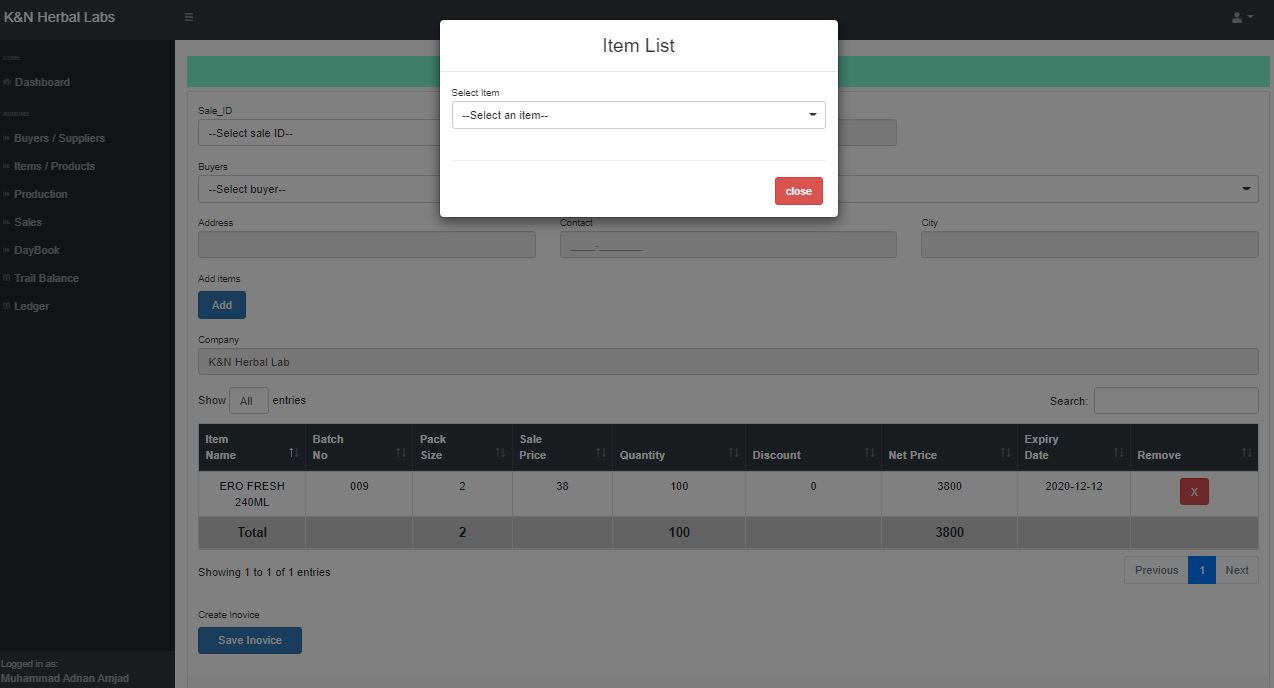 K&N Herbal Labs
Dashboard
Buyers / Suppliers
Items / Products
Production
Sales
DayBook
Trail Balance
Ledger
Logged in as:
Muhammad Adnan Amjad
Item List
Select Item
--Select an item--
close
Sale_ID
--Select sale ID--
Buyers
--Select buyer--
Address
Contact
City
____-_______
Add items
Add
Company
K&N Herbal Lab
Show All entries
Search:
Item Name
Batch No
Pack Size
Sale Price
Quantity
Discount
Net Price
Expiry Date
Remove
ERO FRESH 240ML
009
2
38
100
0
3800
2020-12-12
X
Total
2
100
3800
Showing 1 to 1 of 1 entries
Previous 1 Next
Create Inovice
Save Inovice